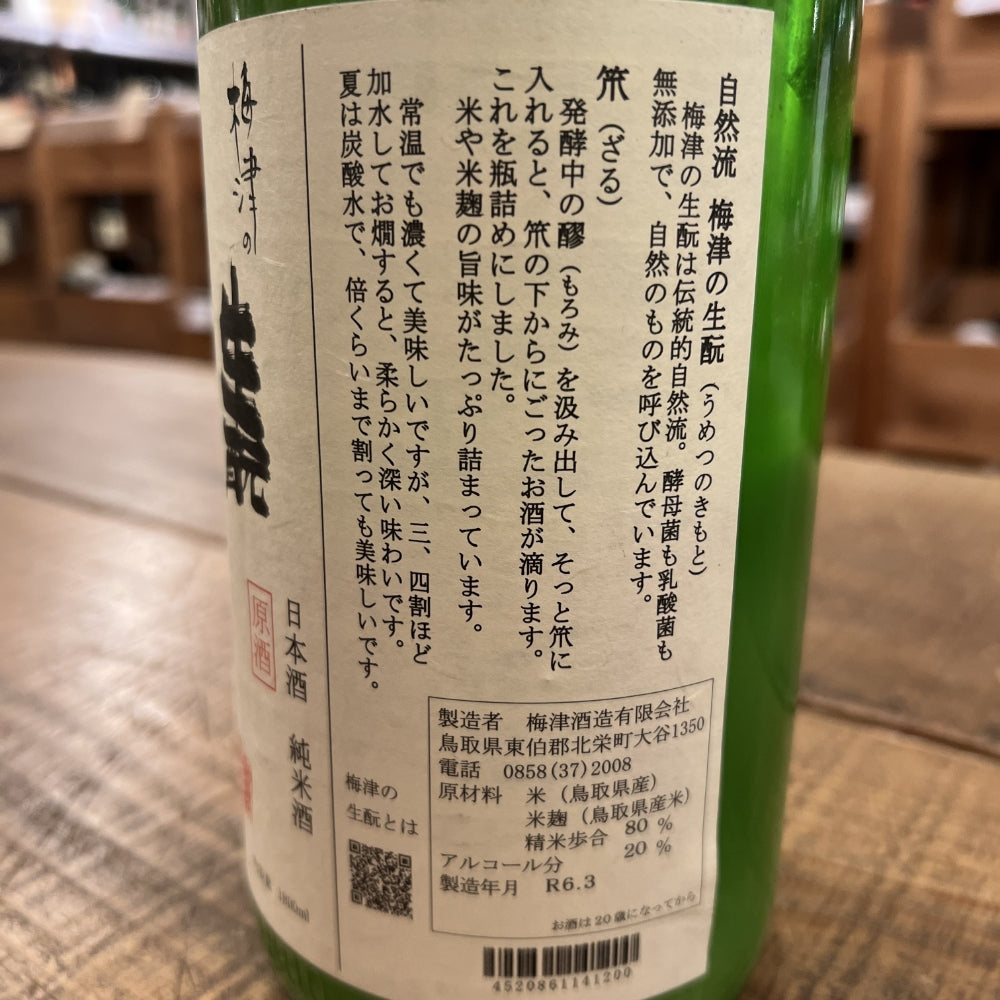 自然流 梅津の生酛(うめつのきもと)
梅津の生酛は伝統的自然流。酵母菌も乳酸菌も
無添加で、自然のものを呼び込んでいます。
笊(ざる)
発酵中の醪(もろみ)を汲み出して、そっと笊に
入れると、笊の下からにごったお酒が滴ります。
これを瓶詰めにしました。
米や米麹の旨味がたっぷり詰まっています。
常温でも濃くて美味しいですが、三、四割ほど
加水してお燗すると、柔らかく深い味わいです。
夏は炭酸水で、倍くらいまで割っても美味しいです。
製造者 梅津酒造有限会社
鳥取県東伯郡北栄町大谷1350
電話 0858(37)2008
原材料 米(鳥取県産)
米麹(鳥取県産米)
精米歩合 80%
アルコール分 20%
製造年月 R6.3
お酒は20歳になってから
4520861141200
梅津の
生酛とは
梅津の
生酛
原酒
日本酒 純米酒
1800ml